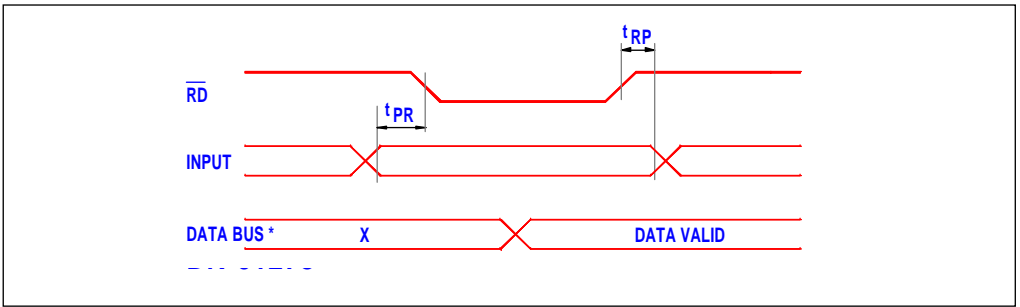 tRP
RD
tPR
INPUT
DATA BUS * X DATA VALID